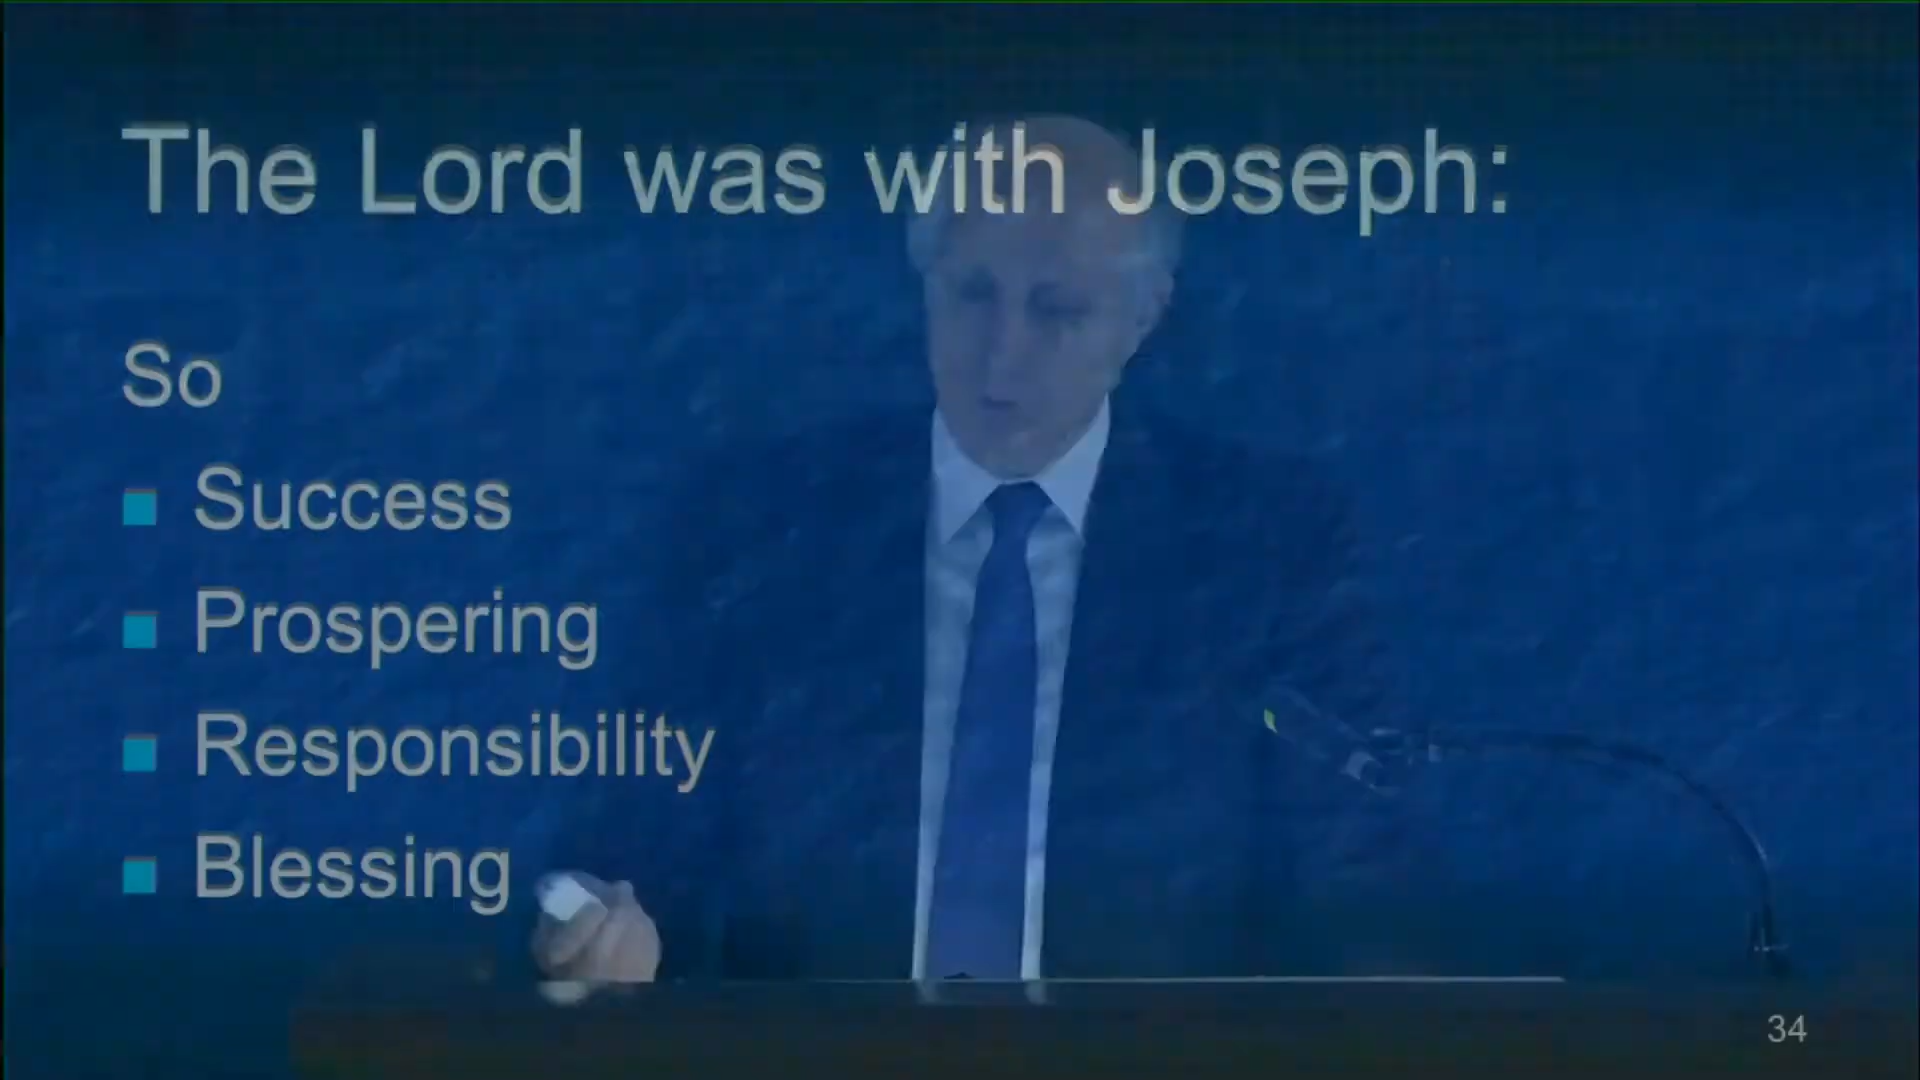 The Lord was with Joseph:
So
Success
Prospering
Responsibility
Blessing
34